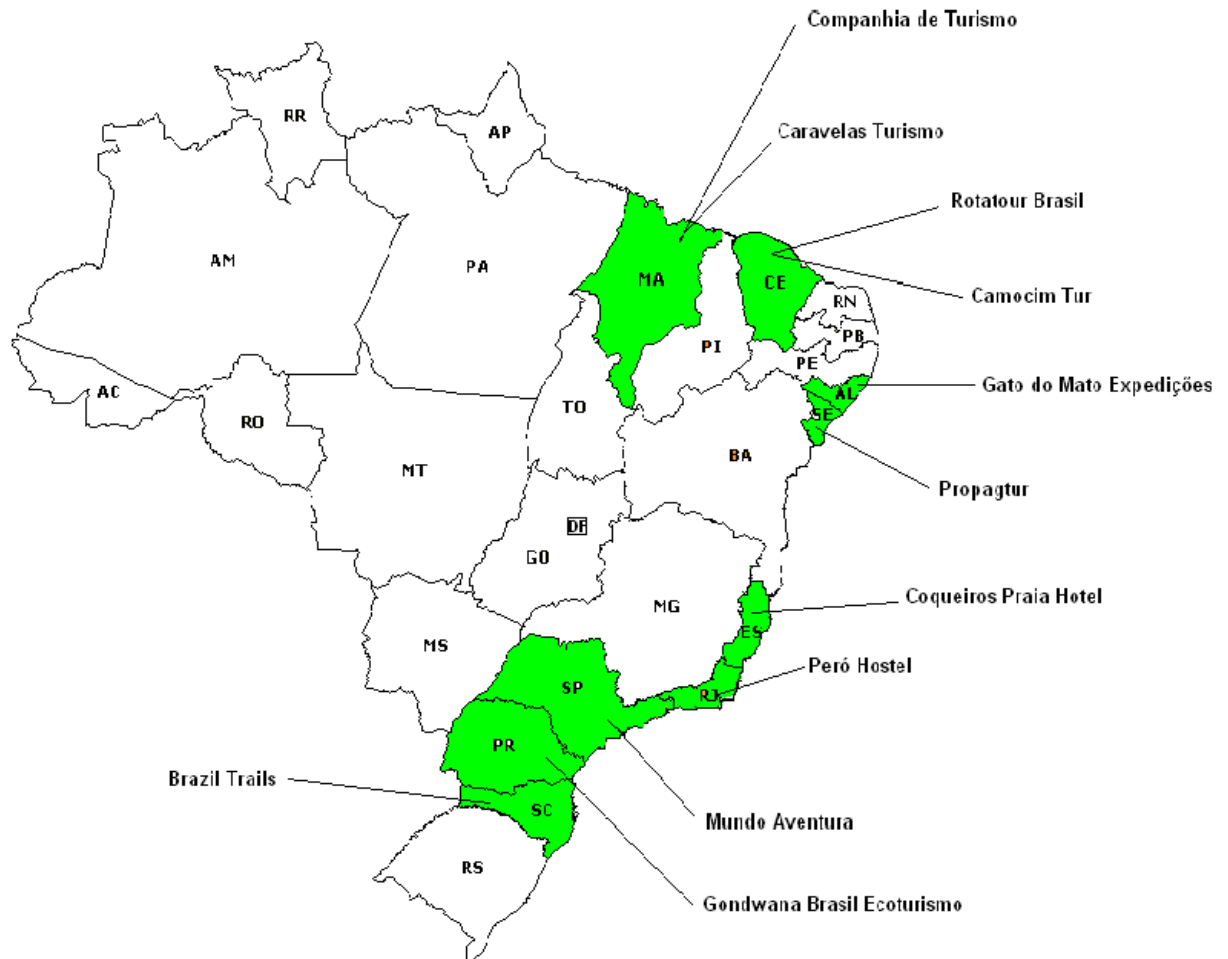 Companhia de Turismo
Caravelas Turismo
Rotatour Brasil
Camocim Tur
Gato do Mato Expedições
Propagtur
Coqueiros Praia Hotel
Peró Hostel
Mundo Aventura
Gondwana Brasil Ecoturismo
Brazil Trails
RR
AP
AM
PA
MA
CE
RN
PB
PI
PE
AL
SE
AC
RO
TO
BA
MT
DF
GO
MG
ES
MS
SP
RJ
PR
SC
RS